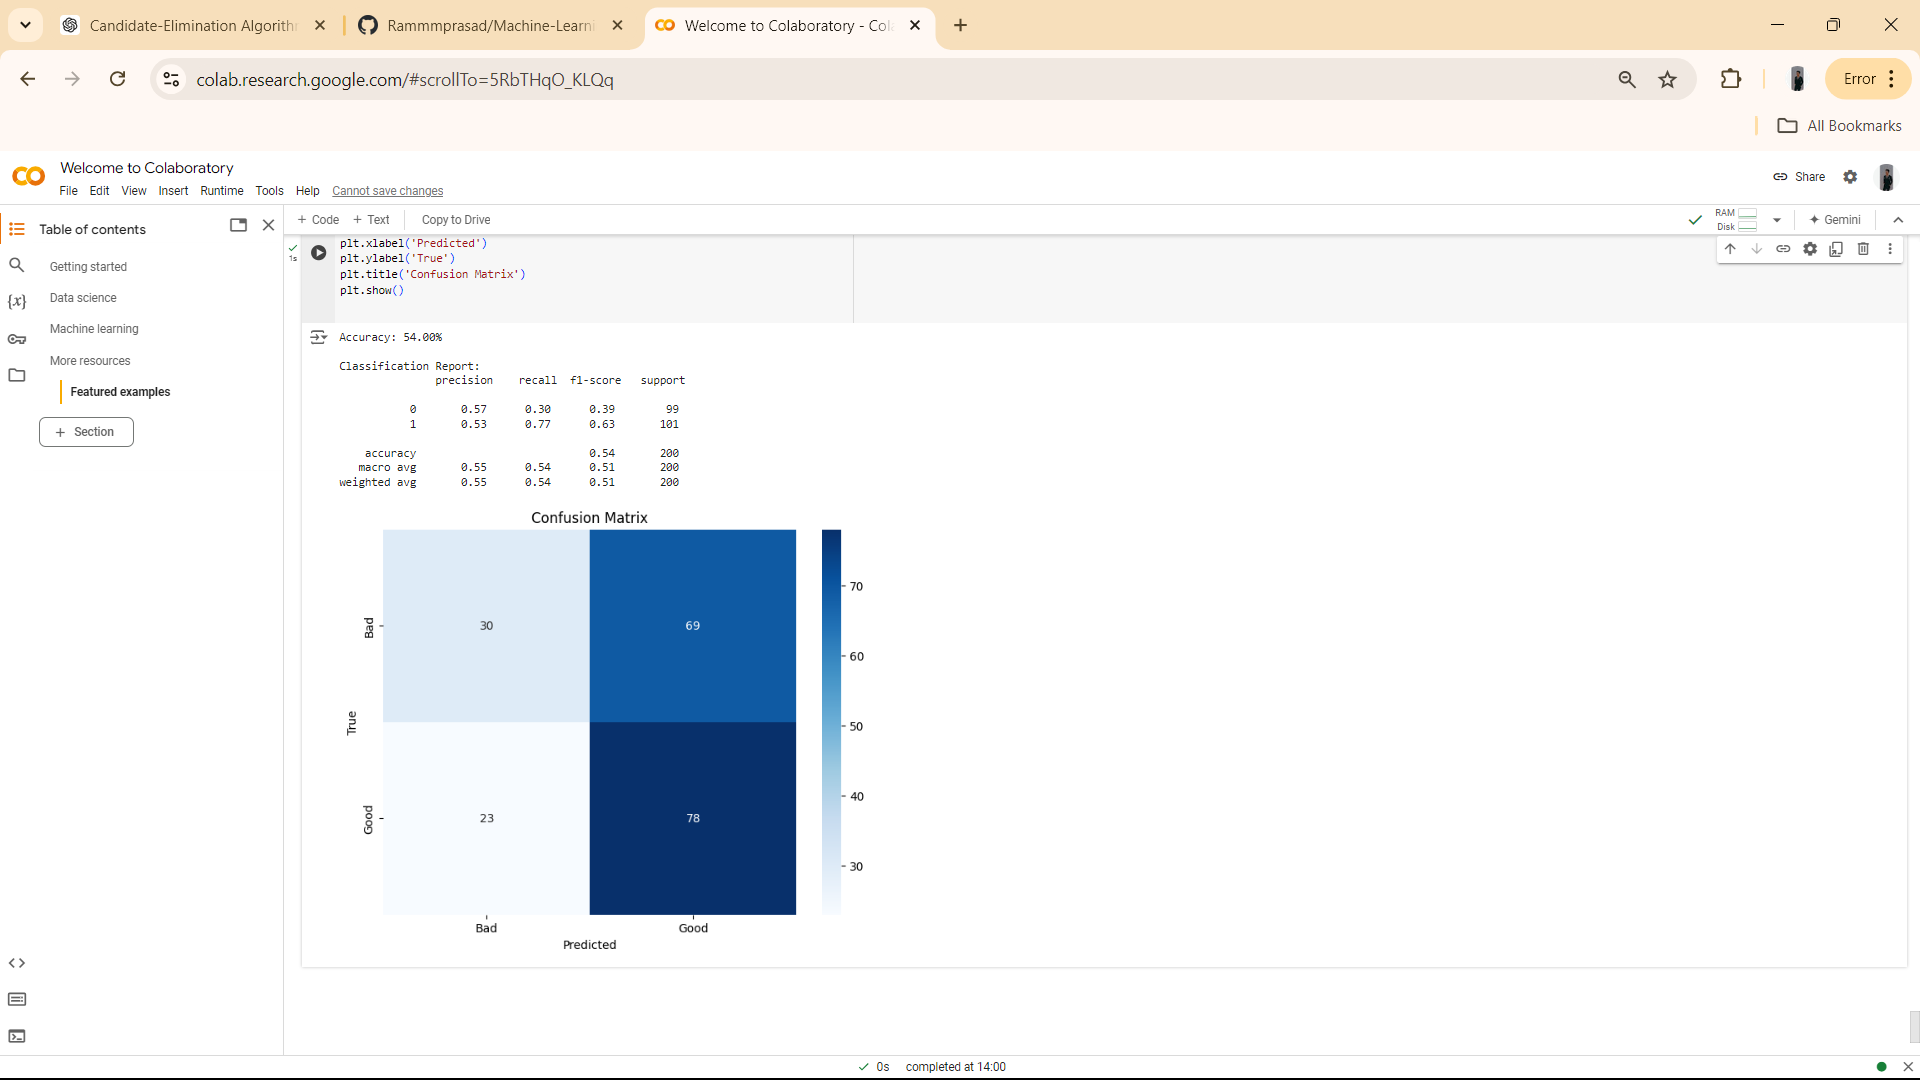 Candidate-Elimination Algorith
Rammmprasad/Machine-Learni
Welcome to Colaboratory - Cola
colab.research.google.com/#scrollTo=5RbTHqO_KLQq
Error
All Bookmarks
Welcome to Colaboratory
File Edit View Insert Runtime Tools Help Cannot save changes
Share
Table of contents
+ Code + Text Copy to Drive
RAM
Disk
Gemini
Getting started
Data science
Machine learning
More resources
Featured examples
+ Section
{x}
1s
plt.xlabel('Predicted')
plt.ylabel('True')
plt.title('Confusion Matrix')
plt.show()
Accuracy: 54.00%
Classification Report:
precision recall f1-score support
0 0.57 0.30 0.39 99
1 0.53 0.77 0.63 101
accuracy 0.54 200
macro avg 0.55 0.54 0.51 200
weighted avg 0.55 0.54 0.51 200
Confusion Matrix
30 69
23 78
Bad
Good
True
Bad Good
Predicted
70
60
50
40
30
0s completed at 14:00